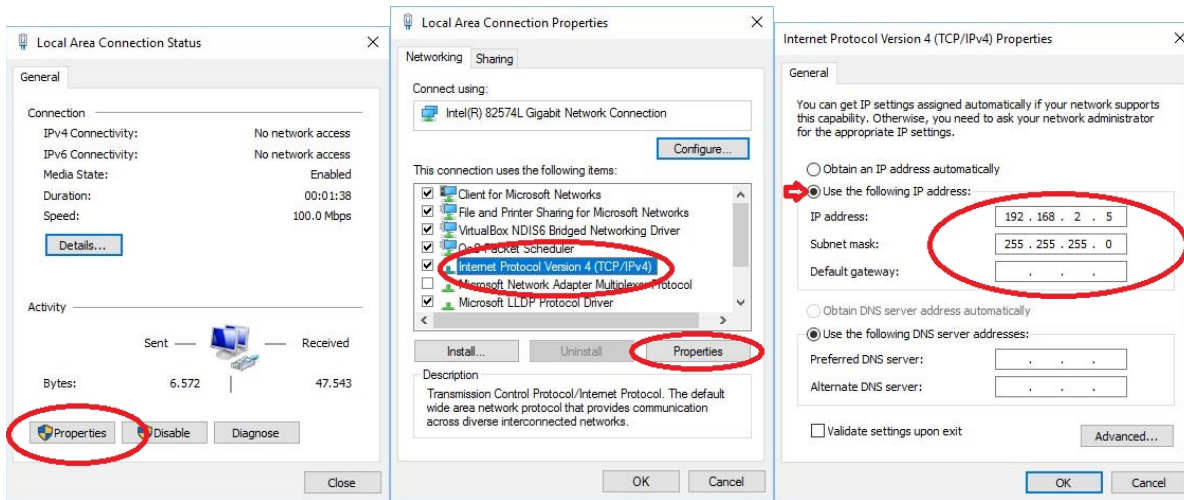 Local Area Connection Status
General
Connection
IPv4 Connectivity: No network access
IPv6 Connectivity: No network access
Media State: Enabled
Duration: 00:01:38
Speed: 100.0 Mbps
Details...
Activity
Sent Received
Bytes: 6.572 47.543
Properties Disable Diagnose
Close
Local Area Connection Properties
Networking Sharing
Connect using:
Intel(R) 82574L Gigabit Network Connection
Configure...
This connection uses the following items:
Client for Microsoft Networks
File and Printer Sharing for Microsoft Networks
VirtualBox NDIS6 Bridged Networking Driver
QoS Packet Scheduler
Internet Protocol Version 4 (TCP/IPv4)
Microsoft Network Adapter Multiplexor Protocol
Microsoft LLDP Protocol Driver
Install... Uninstall Properties
Description
Transmission Control Protocol/Internet Protocol. The default
wide area network protocol that provides communication
across diverse interconnected networks.
OK Cancel
Internet Protocol Version 4 (TCP/IPv4) Properties
General
You can get IP settings assigned automatically if your network supports
this capability. Otherwise, you need to ask your network administrator
for the appropriate IP settings.
Obtain an IP address automatically
Use the following IP address:
IP address: 192 . 168 . 2 . 5
Subnet mask: 255 . 255 . 255 . 0
Default gateway: . . .
Obtain DNS server address automatically
Use the following DNS server addresses:
Preferred DNS server: . . .
Alternate DNS server: . . .
Validate settings upon exit
Advanced...
OK Cancel